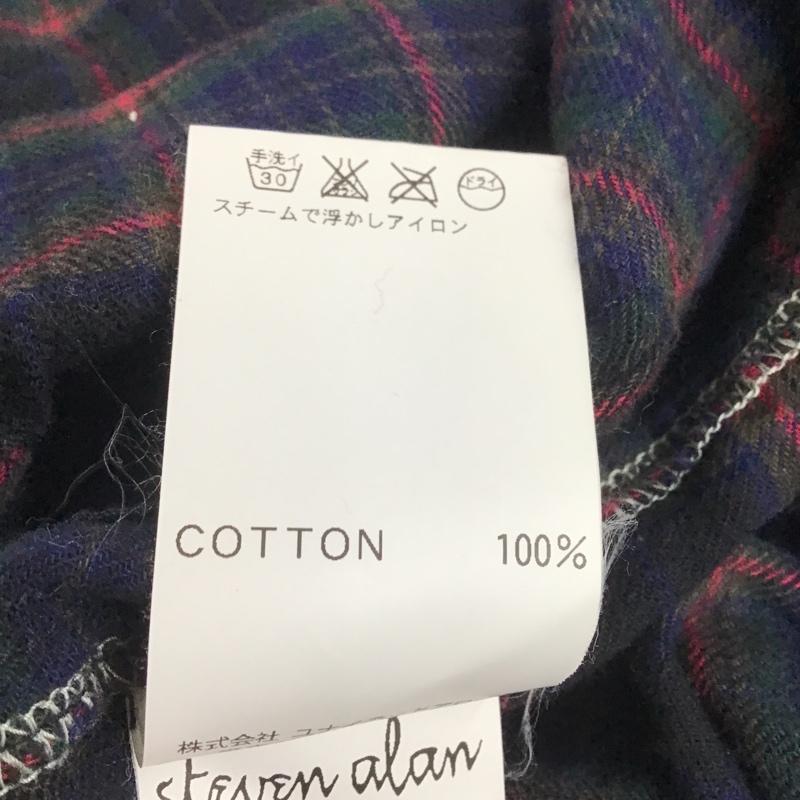 手洗イ
30
ドライ
スチームで浮かしアイロン
COTTON 100%
株式会社
steven alan